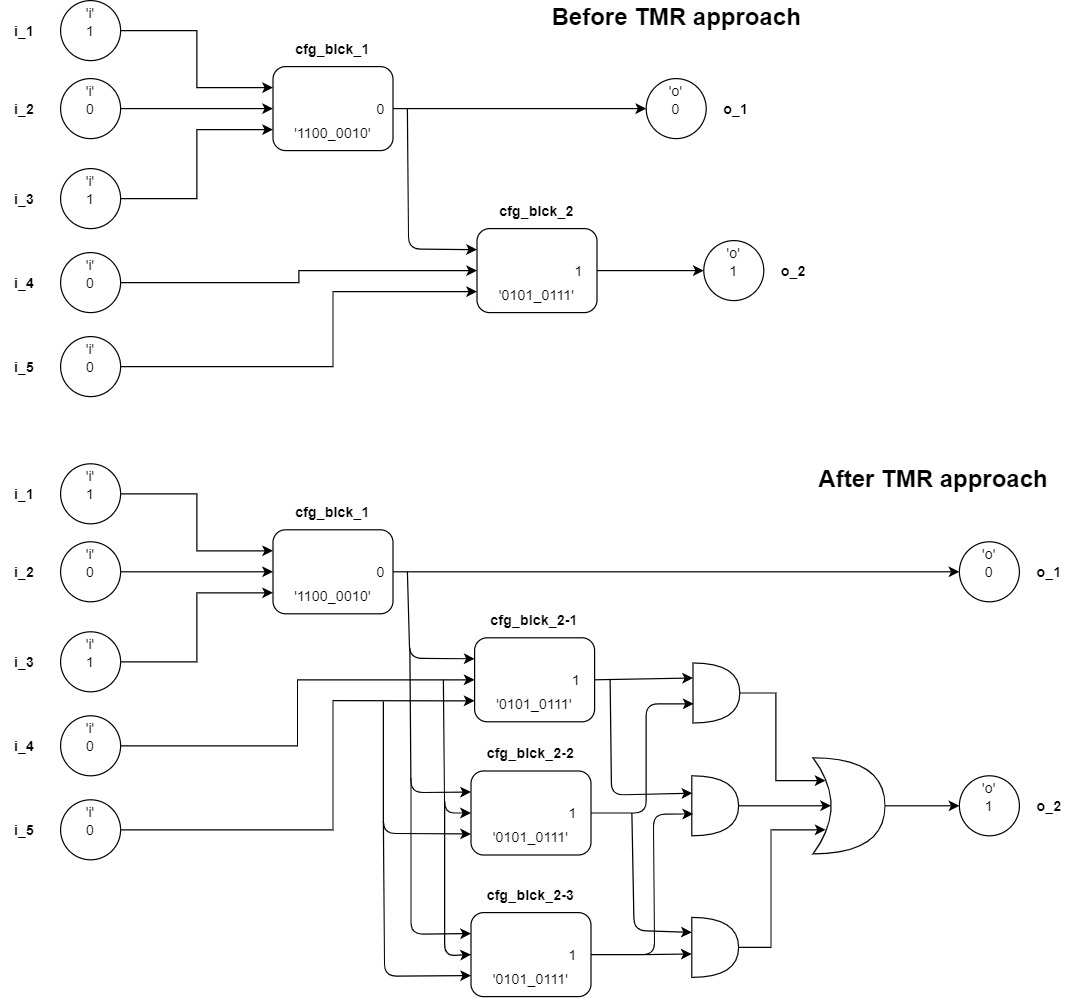 Before TMR approach
'i'
i_1
1
cfg_blck_1
'i'
i_2
0
0
'o'
0
o_1
'1100_0010'
'i'
i_3
1
cfg_blck_2
'i'
i_4
0
1
'o'
1
o_2
'0101_0111'
'i'
i_5
0
After TMR approach
'i'
i_1
1
cfg_blck_1
'i'
i_2
0
0
'o'
0
o_1
'1100_0010'
cfg_blck_2-1
'i'
i_3
1
1
'0101_0111'
'i'
i_4
0
cfg_blck_2-2
1
'0101_0111'
'o'
1
o_2
'i'
i_5
0
cfg_blck_2-3
1
'0101_0111'